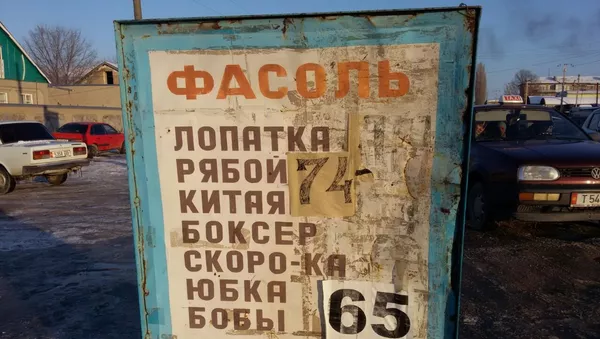 ФАСОЛЬ
ЛОПАТКА
РЯБОЙ 74-
КИТАЯ
БОКСЕР
СКОРО-КА
ЮБКА
БОБЫ 65